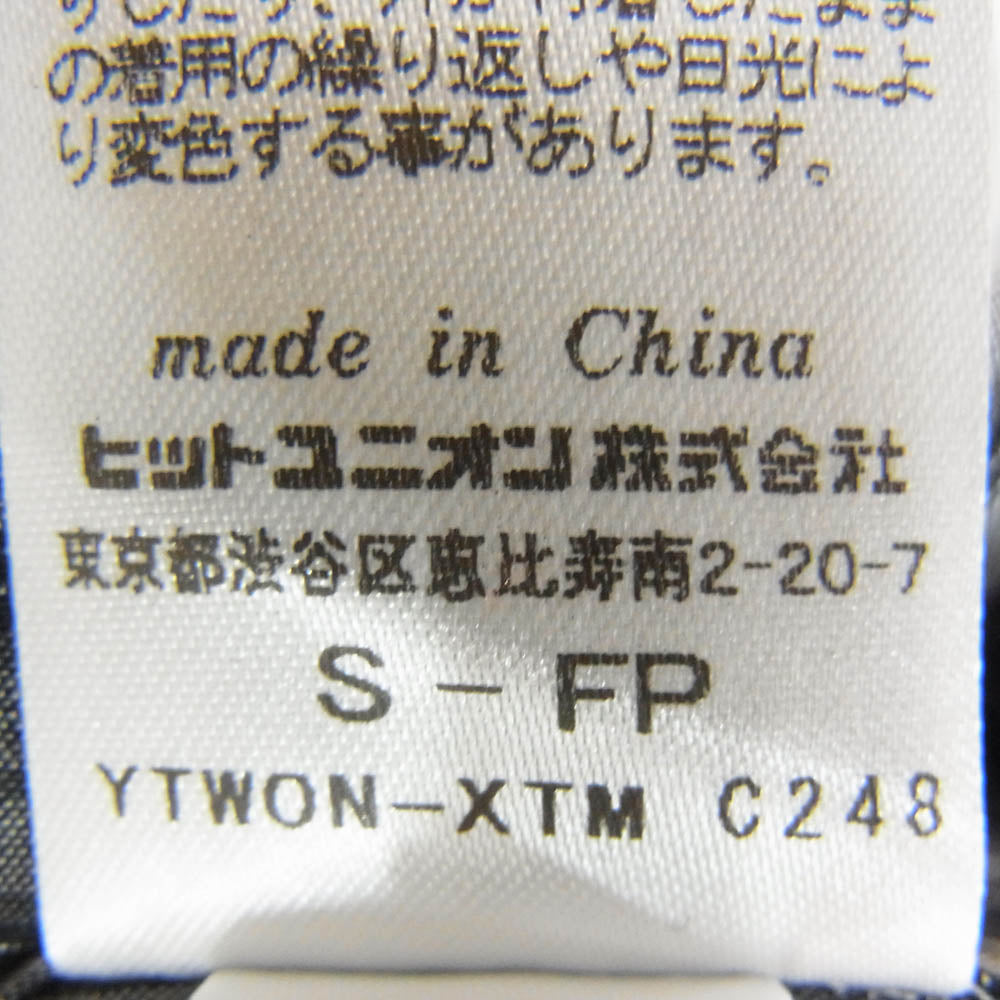 の着用の繰り返しや日光によ
り変色する事があります。
made in China
ヒットユニオン株式会社
東京都渋谷区恵比寿南2-20-7
S-FP
YTWON-XTM C248